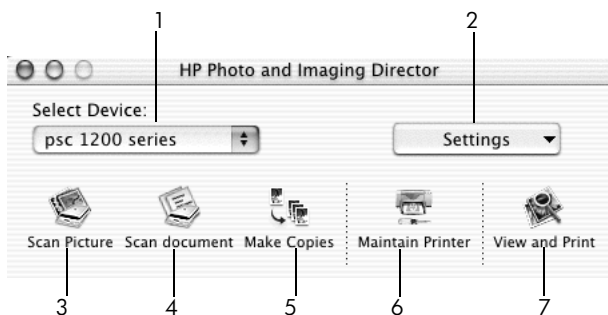 1 2
HP Photo and Imaging Director
Select Device:
psc 1200 series Settings
Scan Picture Scan document Make Copies Maintain Printer View and Print
3 4 5 6 7